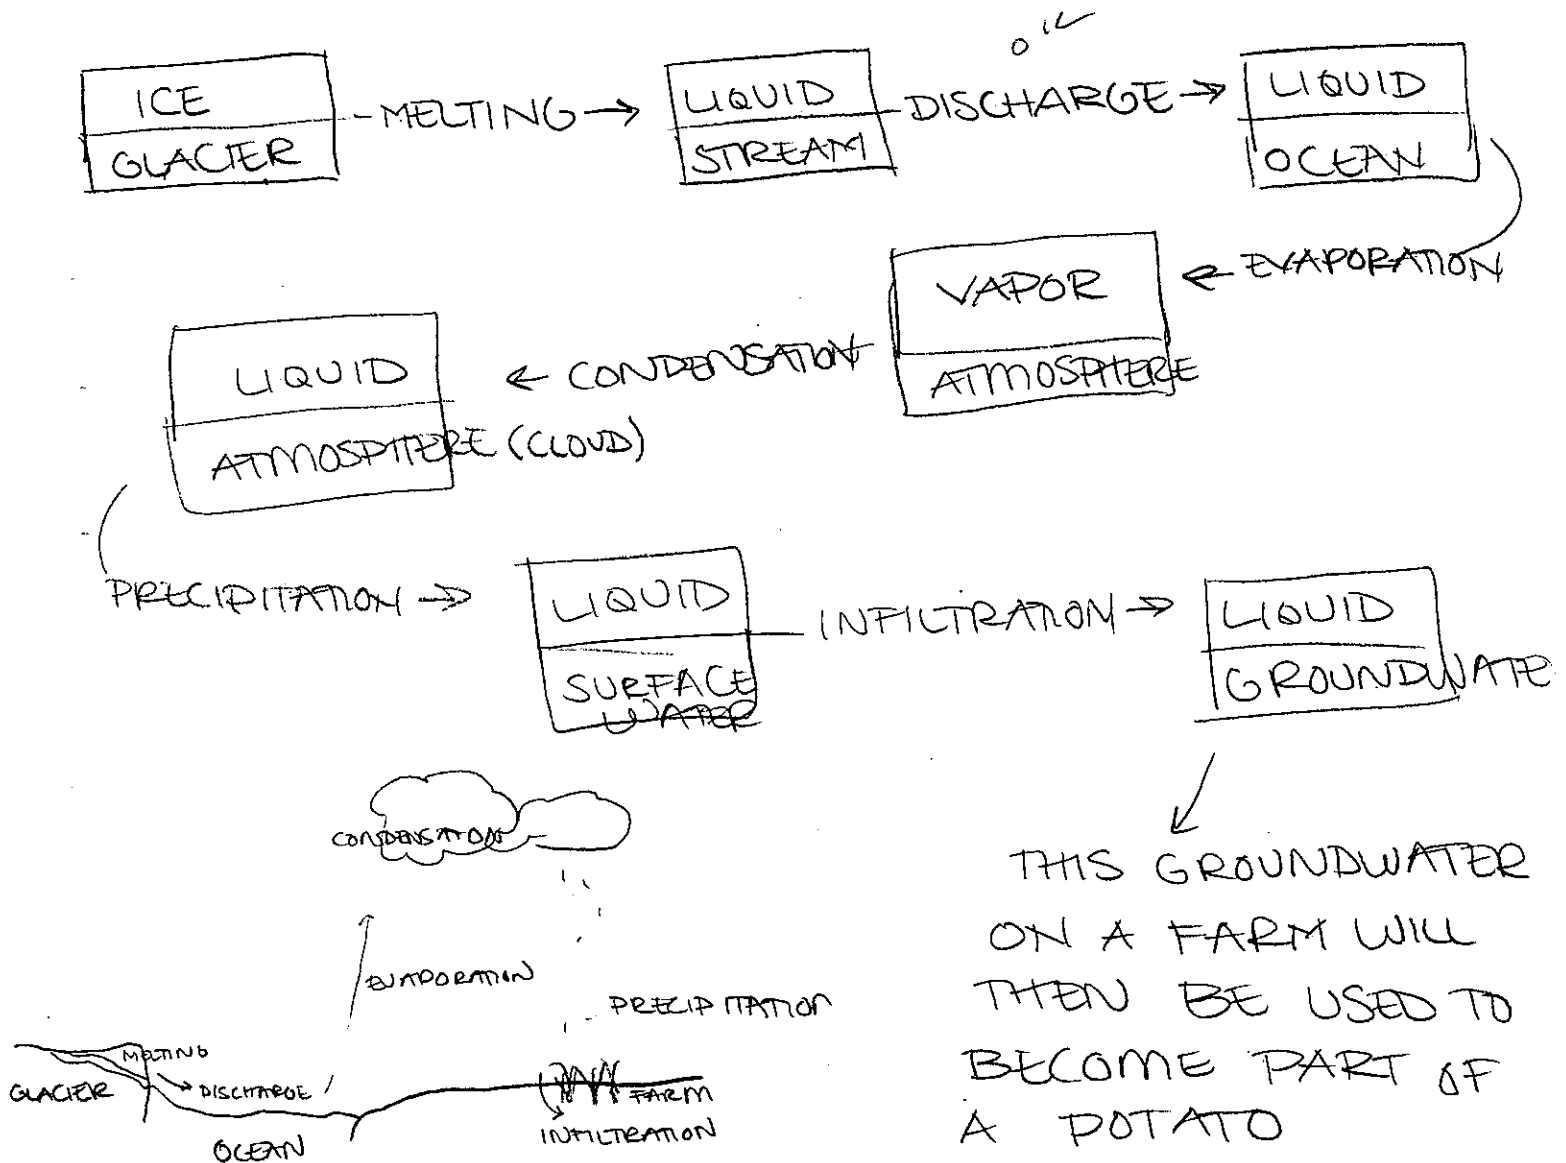 ICE -MELTING→ LIQUID DISCHARGE → LIQUID
GLACIER STREAM OCEAN
VAPOR ← EVAPORATION
ATMOSPHERE
LIQUID ← CONDENSATION
ATMOSPHERE (CLOUD)
PRECIPITATION → LIQUID INFILTRATION → LIQUID
SURFACE GROUNDWATE
WATER
CONDENSATION
EVAPORATION
PRECIPITATION
MELTING
GLACIER DISCHARGE FARM
OCEAN INFILTRATION
THIS GROUNDWATER
ON A FARM WILL
THEN BE USED TO
BECOME PART OF
A POTATO